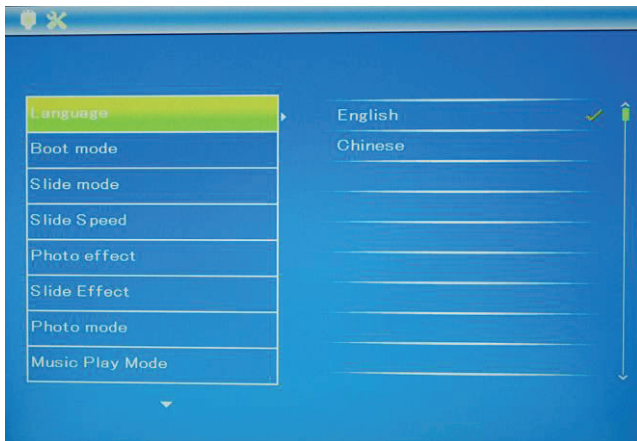 Language
English
Boot mode
Chinese
Slide mode
Slide Speed
Photo effect
Slide Effect
Photo mode
Music Play Mode